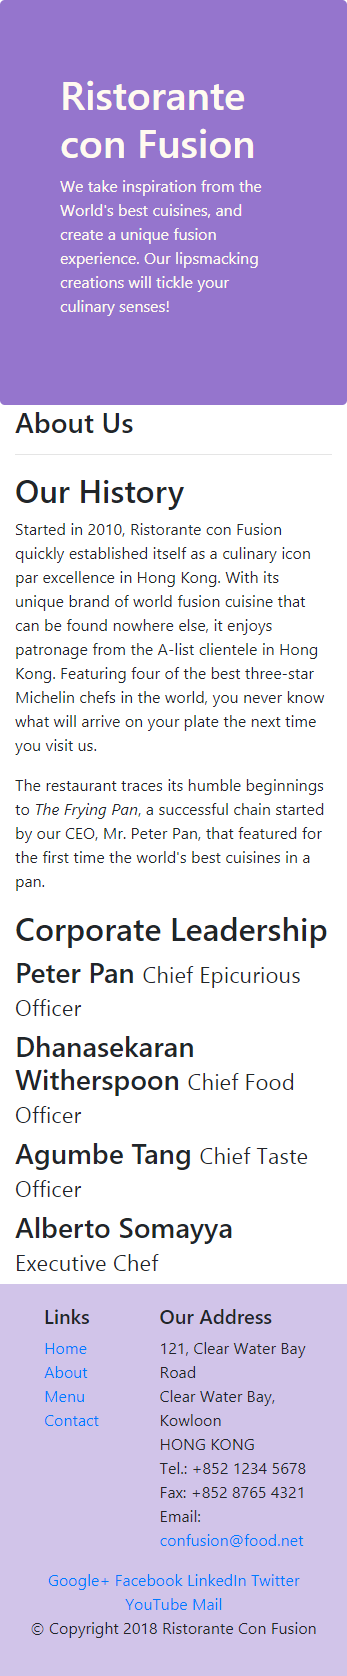 Ristorante
con Fusion
We take inspiration from the
World's best cuisines, and
create a unique fusion
experience. Our lipsmacking
creations will tickle your
culinary senses!
About Us
Our History
Started in 2010, Ristorante con Fusion
quickly established itself as a culinary icon
par excellence in Hong Kong. With its
unique brand of world fusion cuisine that
can be found nowhere else, it enjoys
patronage from the A-list clientele in Hong
Kong. Featuring four of the best three-star
Michelin chefs in the world, you never know
what will arrive on your plate the next time
you visit us.
The restaurant traces its humble beginnings
to The Frying Pan, a successful chain started
by our CEO, Mr. Peter Pan, that featured for
the first time the world's best cuisines in a
pan.
Corporate Leadership
Peter Pan Chief Epicurious
Officer
Dhanasekaran
Witherspoon Chief Food
Officer
Agumbe Tang Chief Taste
Officer
Alberto Somayya
Executive Chef
Links
Home
About
Menu
Contact
Our Address
121, Clear Water Bay
Road
Clear Water Bay,
Kowloon
HONG KONG
Tel.: +852 1234 5678
Fax: +852 8765 4321
Email:
confusion@food.net
Google+ Facebook LinkedIn Twitter
YouTube Mail
© Copyright 2018 Ristorante Con Fusion